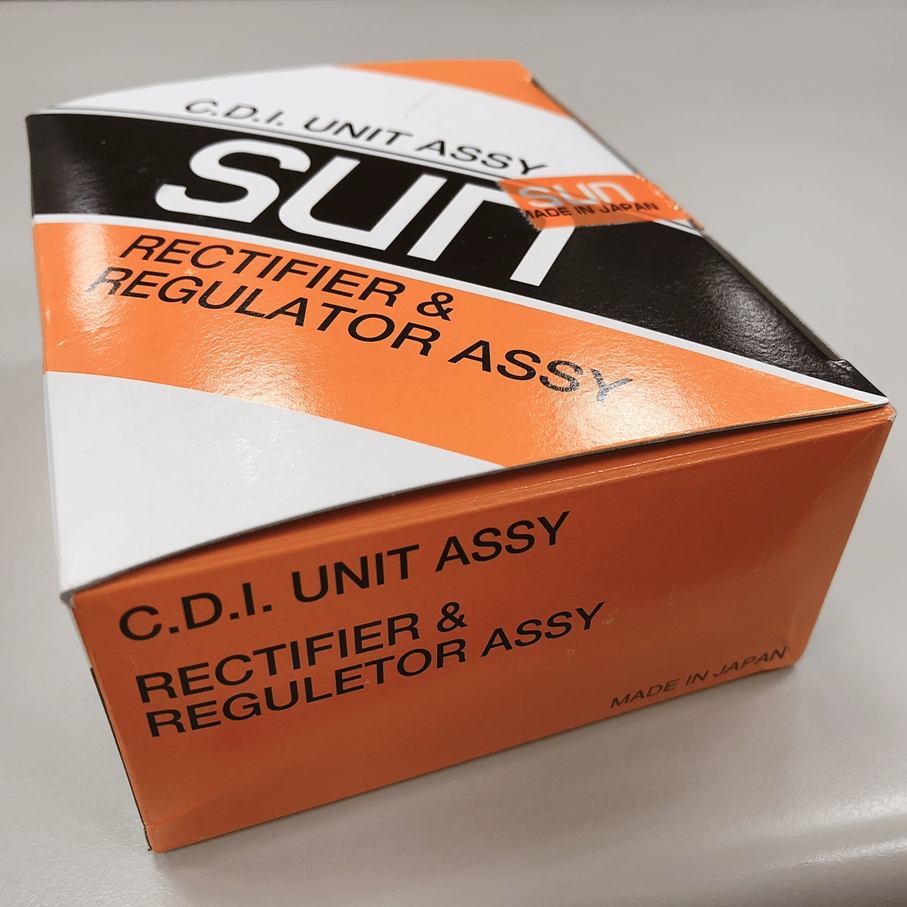 C.D.I. UNIT ASSY
SUN
SUN
MADE IN JAPAN
RECTIFIER &
REGULATOR ASSY
C.D.I. UNIT ASSY
RECTIFIER &
REGULETOR ASSY
MADE IN JAPAN